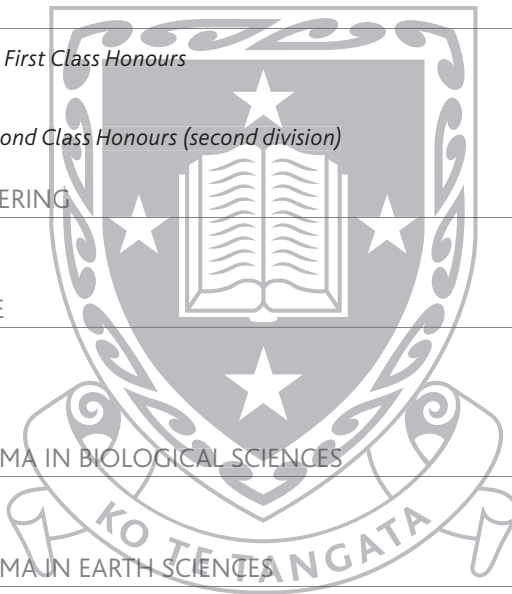 First Class Honours
ond Class Honours (second division)
ERING
E
MA IN BIOLOGICAL SCIENCES
KO TE TANGATA
MA IN EARTH SCIENCES